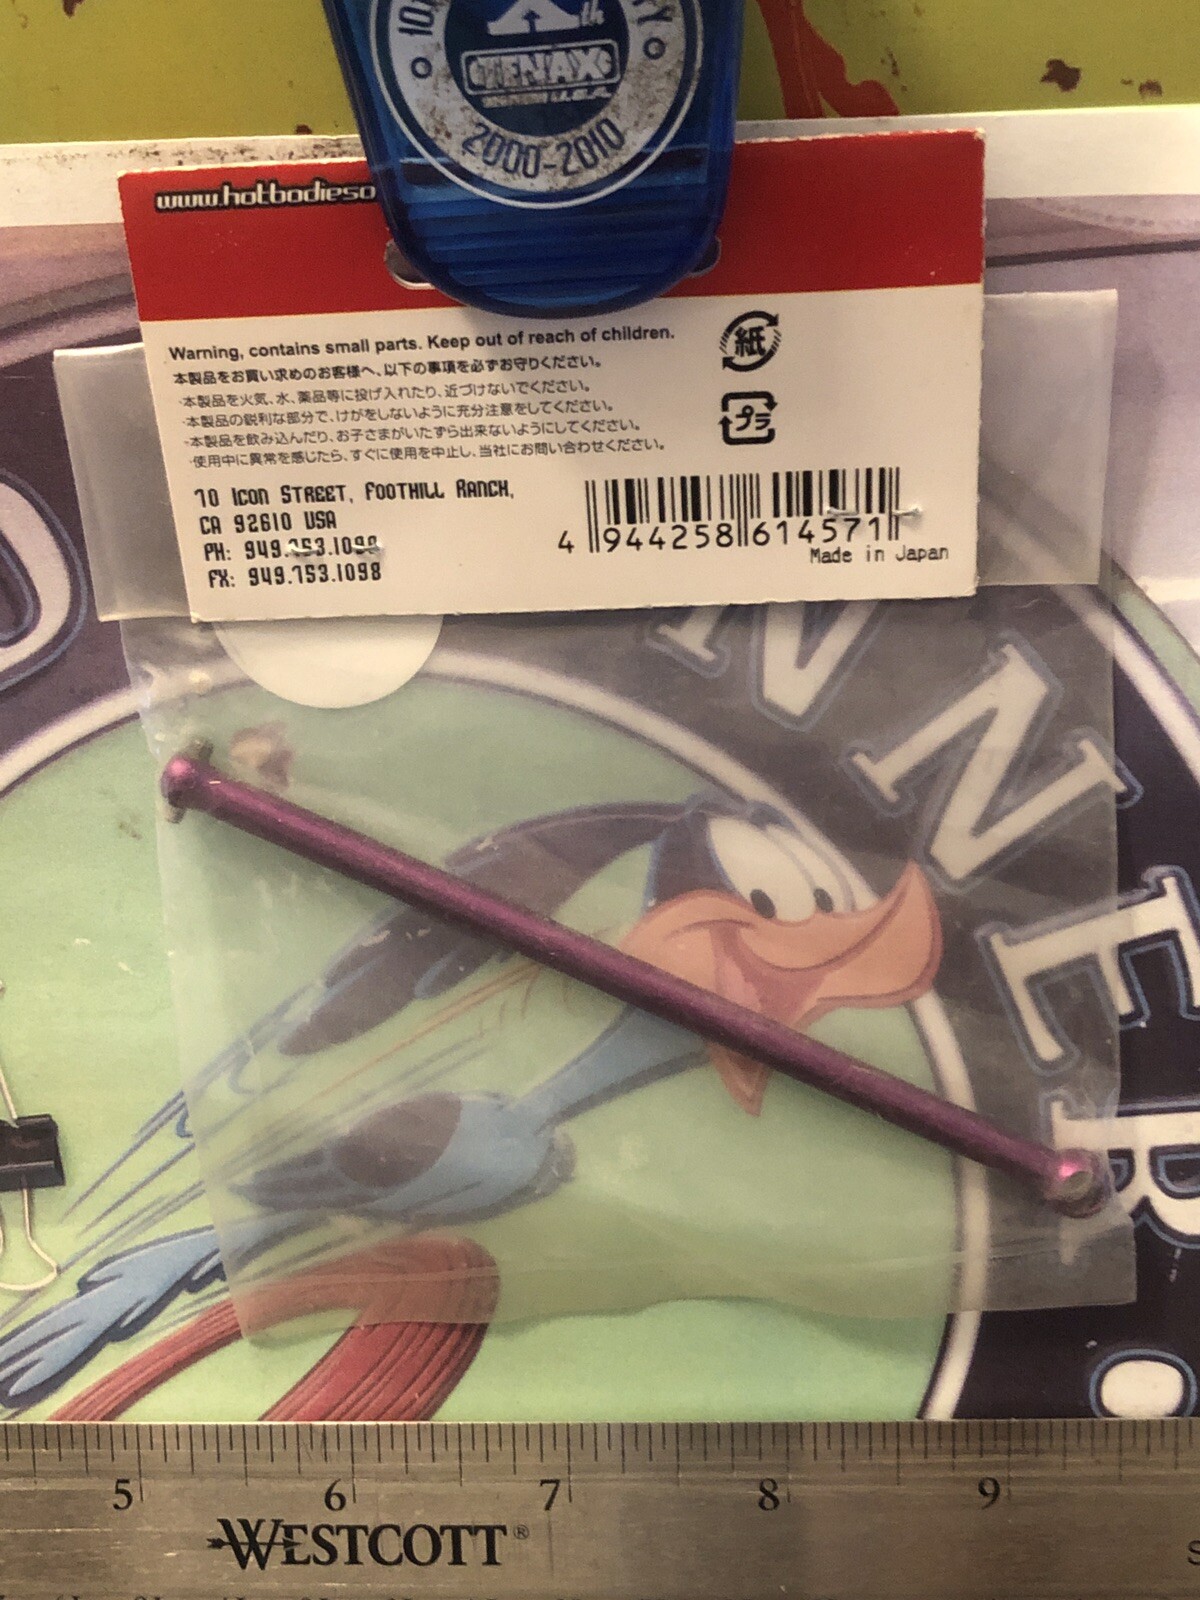 th
TENAX
U.S.A.
2000-2010
www.hotbodieso
Warning, contains small parts. Keep out of reach of children.
本製品をお買い求めのお客様へ、以下の事項を必ずお守りください。
・本製品を火気、水、薬品等に投げ入れたり、近づけないでください。
・本製品の鋭利な部分で、けがをしないように充分注意をしてください。
・本製品を飲み込んだり、お子さまがいたずら出来ないようにしてください。
・使用中に異常を感じたら、すぐに使用を中止し、当社にお問い合わせください。
紙
プラ
70 Icon Street, Foothill Ranch,
CA 92610 USA
PH: 949.753.1098
FX: 949.753.1098
4 944258 614571
Made in Japan
NNER
5 6 7 8 9
WESTCOTT®